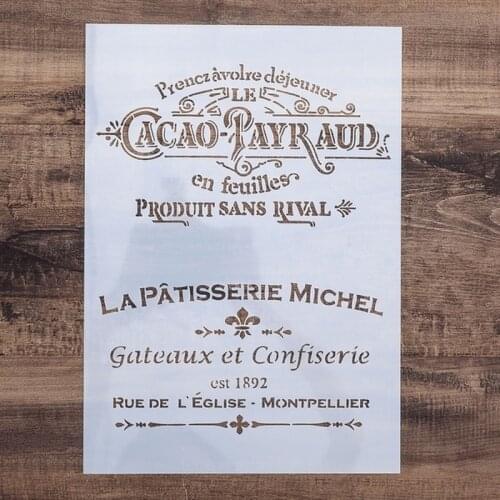 Prenez à votre déjeuner
LE
CACAO-PAYRAUD
en feuilles
PRODUIT SANS RIVAL
LA PÂTISSERIE MICHEL
Gateaux et Confiserie
est 1892
RUE DE L'ÉGLISE - MONTPELLIER